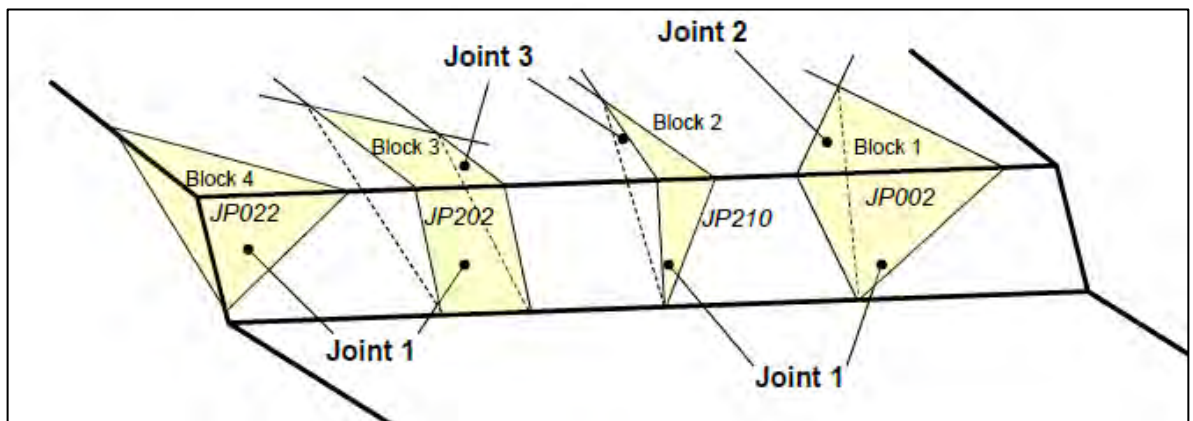 Joint 2
Joint 3
Block 2
Block 3
Block 1
Block 4
JP022
JP202
JP210
JP002
Joint 1
Joint 1